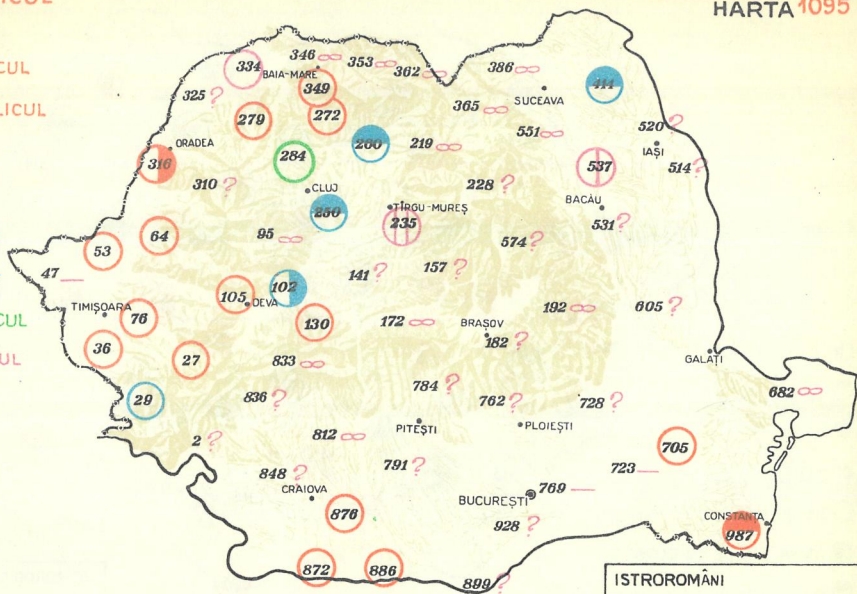 HARTA 1095
334
346 ∞
353 ∞
362 ∞
386 ∞
BAIA-MARE
325 ?
349
SUCEAVA
411
279
272
365 ∞
260
219 ∞
551 ∞
520 ?
ORADEA
IAȘI
316
284
537
514 ?
310 ?
CLUJ
228 ?
TÎRGU-MUREȘ
BACĂU
250
235
531 ?
53
64
95 ∞
574 ?
47 —
141 ?
157 ?
105
102
DEVA
192 ∞
605 ?
TIMIȘOARA
76
130
172 ∞
BRAȘOV
182 ?
CUL
36
27
833 ∞
GALAȚI
UL
29
836 ?
784 ?
762 ?
728 ?
682 ∞
2 ?
812 ∞
PITEȘTI
PLOIEȘTI
705
848 ?
791 ?
723 —
CRAIOVA
BUCUREȘTI
769 —
876
928 ?
CONSTANȚA
987
872
886
899 ?
ISTROROMÂNI
CUL
LICUL